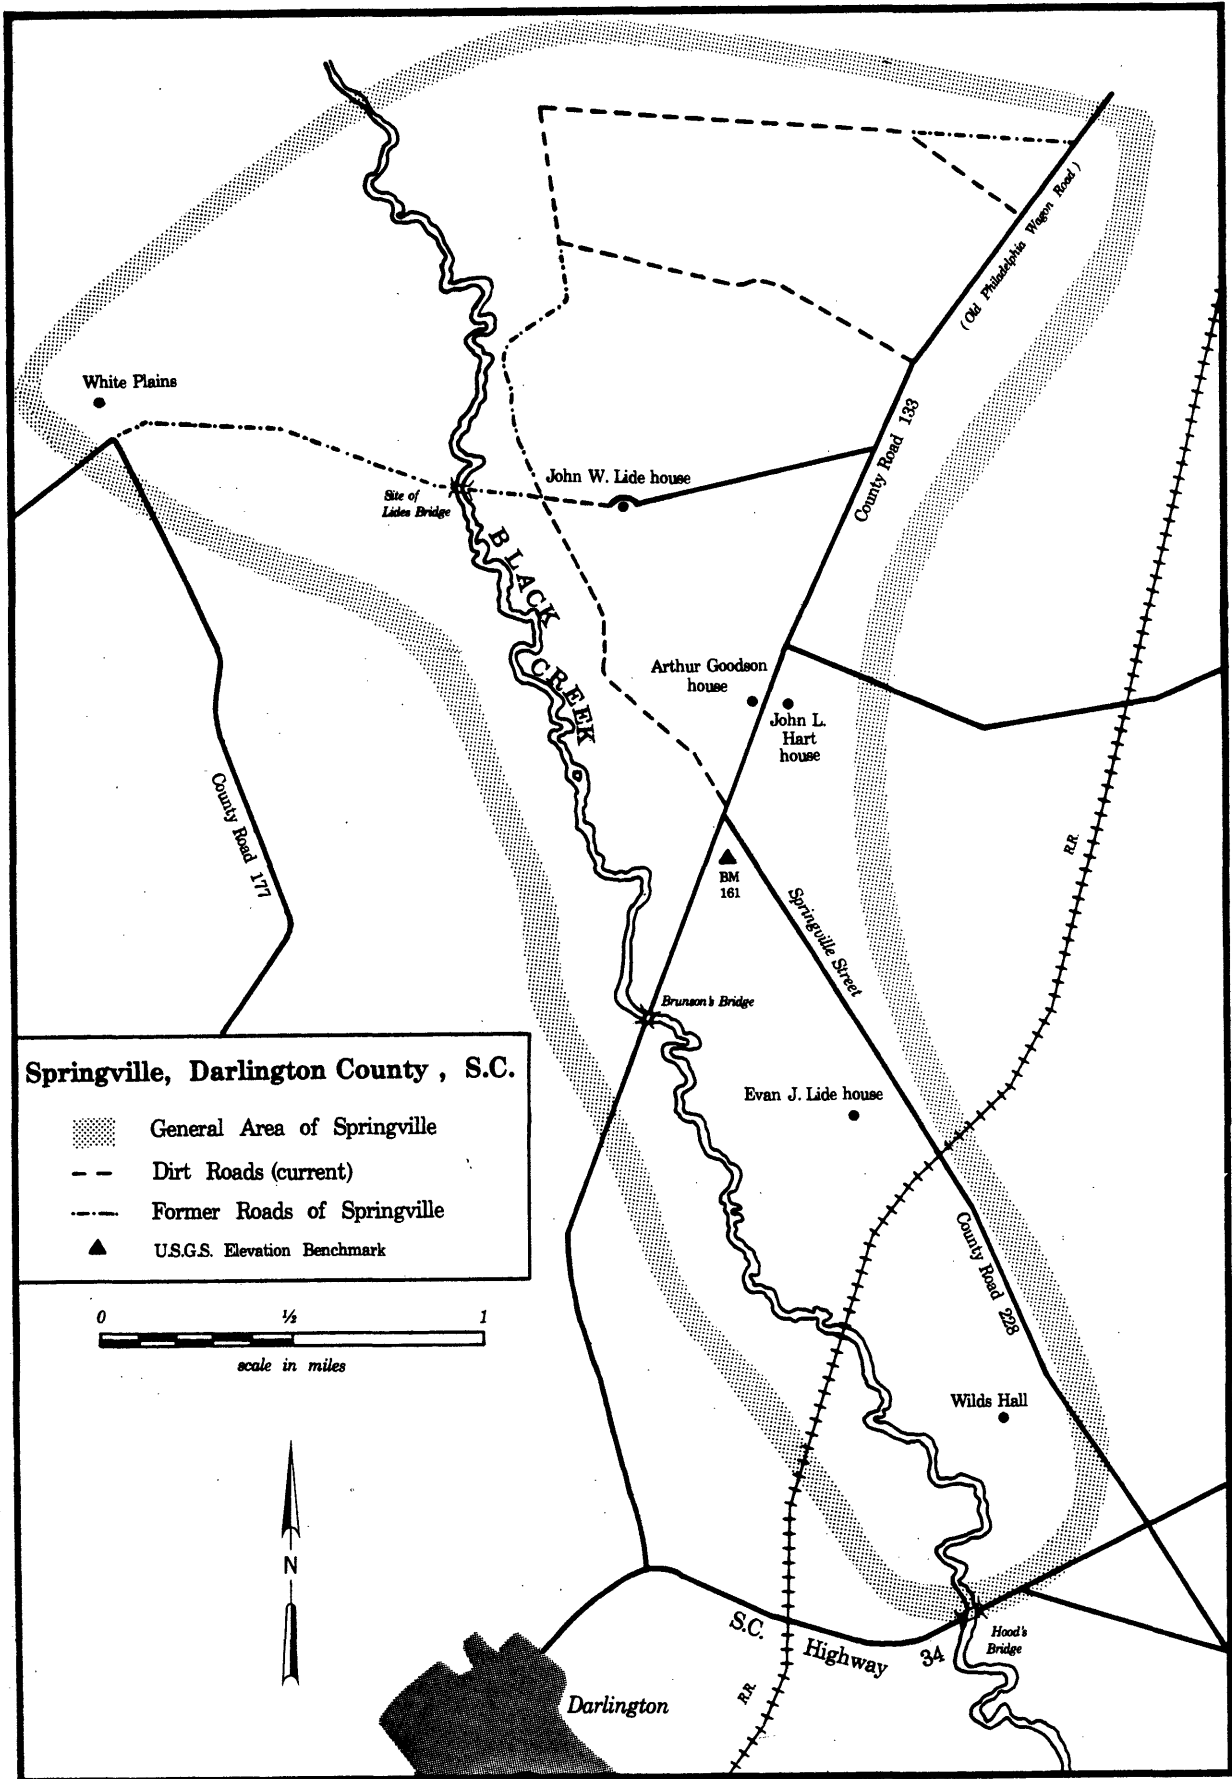 (Old Philadelphia Wagon Road)
White Plains
County Road 133
John W. Lide house
Site of
Lides Bridge
BLACK
CREEK
Arthur Goodson
house
John L.
Hart
house
County Road 177
R.R.
BM
161
Springville Street
Brunson's Bridge
Springville, Darlington County, S.C.
General Area of Springville
Dirt Roads (current)
Former Roads of Springville
U.S.G.S. Elevation Benchmark
Evan J. Lide house
County Road 228
0 ½ 1
scale in miles
Wilds Hall
N
S.C. Highway 34
Hood's
Bridge
R.R.
Darlington